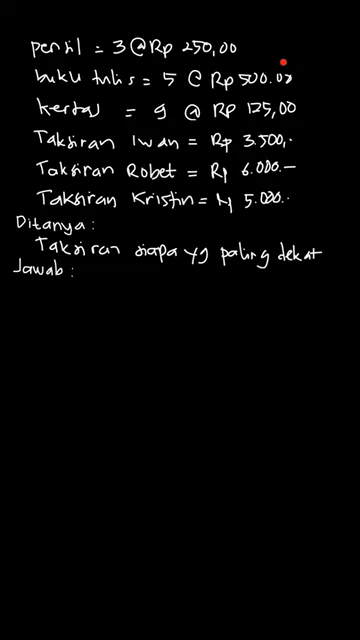 pensil = 3 @ Rp 250,00
buku tulis = 5 @ Rp 500.00
kertas = 9 @ Rp 125,00
Taksiran Iwan = Rp 3.500,-
Taksiran Robet = Rp 6.000.-
Taksiran Kristin = Rp 5.000.-
Ditanya :
Taksiran siapa yg paling dekat
Jawab :